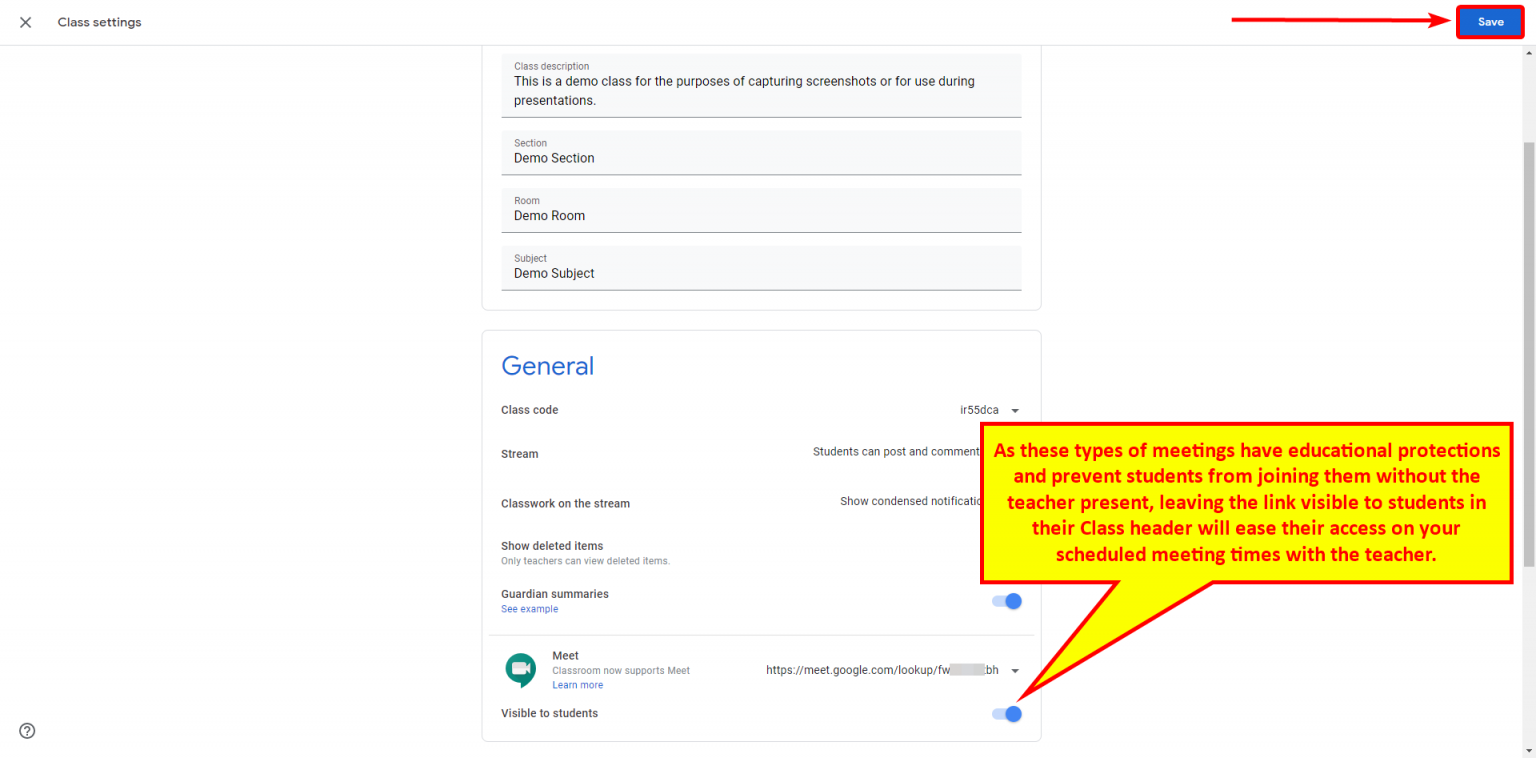 Class settings
Save
Class description
This is a demo class for the purposes of capturing screenshots or for use during
presentations.
Section
Demo Section
Room
Demo Room
Subject
Demo Subject
General
Class code
ir55dca
Stream
Students can post and comment
Classwork on the stream
Show condensed
Show deleted items
Only teachers can view deleted items.
Guardian summaries
See example
As these types of meetings have educational protections
and prevent students from joining them without the
teacher present, leaving the link visible to students in
their Class header will ease their access on your
scheduled meeting times with the teacher.
Meet
Classroom now supports Meet
Learn more
https://meet.google.com/lookup/fw bh
Visible to students